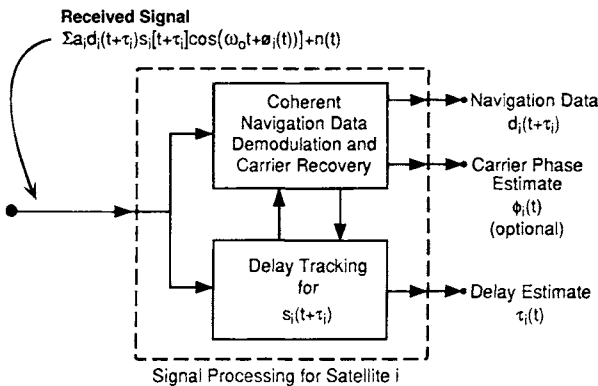 Received Signal
Σaᵢdᵢ(t+τᵢ)sᵢ[t+τᵢ]cos(ω₀t+øᵢ(t))+n(t)
Coherent
Navigation Data
Demodulation and
Carrier Recovery
Navigation Data
dᵢ(t+τᵢ)
Carrier Phase
Estimate
ϕᵢ(t)
(optional)
Delay Tracking
for
sᵢ(t+τᵢ)
Delay Estimate
τᵢ(t)
Signal Processing for Satellite i